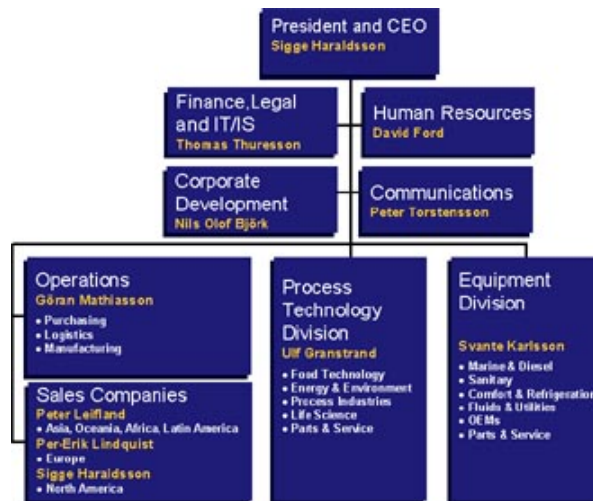 President and CEO
Sigge Haraldsson
Finance,Legal
and IT/IS
Thomas Thuresson
Human Resources
David Ford
Corporate
Development
Nils Olof Björk
Communications
Peter Torstensson
Operations
Göran Mathiasson
• Purchasing
• Logistics
• Manufacturing
Sales Companies
Peter Leifland
• Asia, Oceania, Africa, Latin America
Per-Erik Lindquist
• Europe
Sigge Haraldsson
• North America
Process
Technology
Division
Ulf Granstrand
• Food Technology
• Energy & Environment
• Process Industries
• Life Science
• Parts & Service
Equipment
Division
Svante Karlsson
• Marine & Diesel
• Sanitary
• Comfort & Refrigeration
• Fluids & Utilities
• OEMs
• Parts & Service